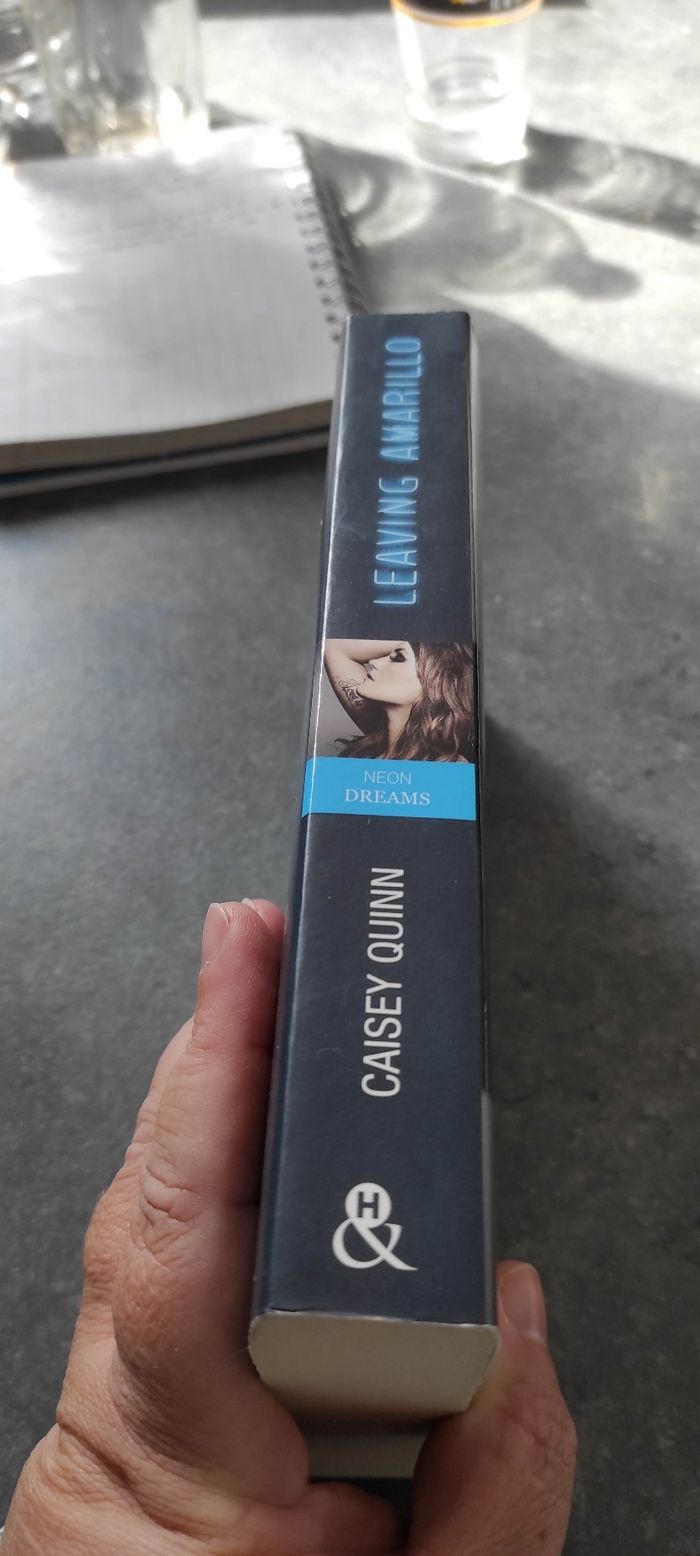 LEAVING AMARILLO
NEON
DREAMS
CAISEY QUINN
&H